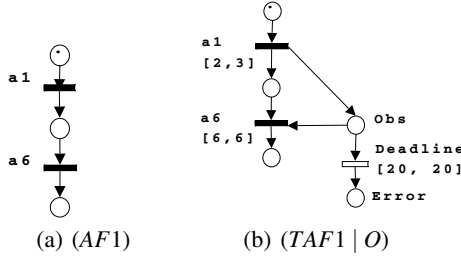 a1
a6
(a) (AF1)
a1
[2,3]
a6
[6,6]
Obs
Deadline
[20, 20]
Error
(b) (TAF1 | O)